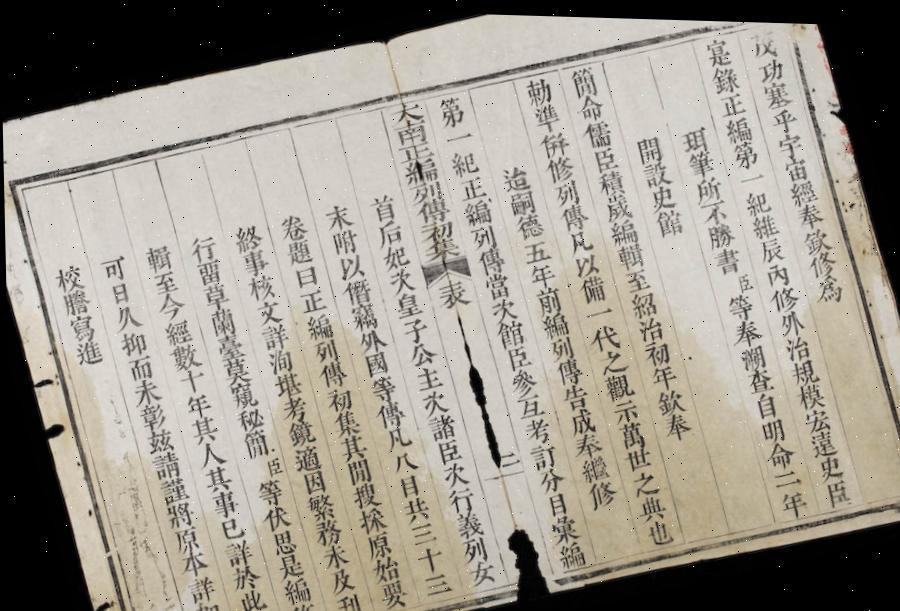 茂功塞乎宇宙經奉欽修爲
寔錄正編第一紀維辰內修外治規模宏遠史臣
珥筆所不勝書臣等奉溯查自明命二年
開設史館
簡命儒臣積歲編輯至紹治初年欽奉
勅準倂修列傳凡以備一代之觀示萬世之典也
迨嗣德五年前編列傳告成奉繼修
第一紀正編列傳當次館臣參互考訂分目彙編
大南正編列傳初集 表 二
首后妃次皇子公主次諸臣次行義列女
末附以僭竊外國等傳凡八目共三十三
卷題曰正編列傳初集其間搜採原始要
終事核文詳洵堪考鏡適因繁務未及刊
行畱草蘭臺莫窺秘簡臣等伏思是編
輯至今經數十年其人其事已詳於此
可日久抑而未彰玆請謹將原本詳加
校謄寫進